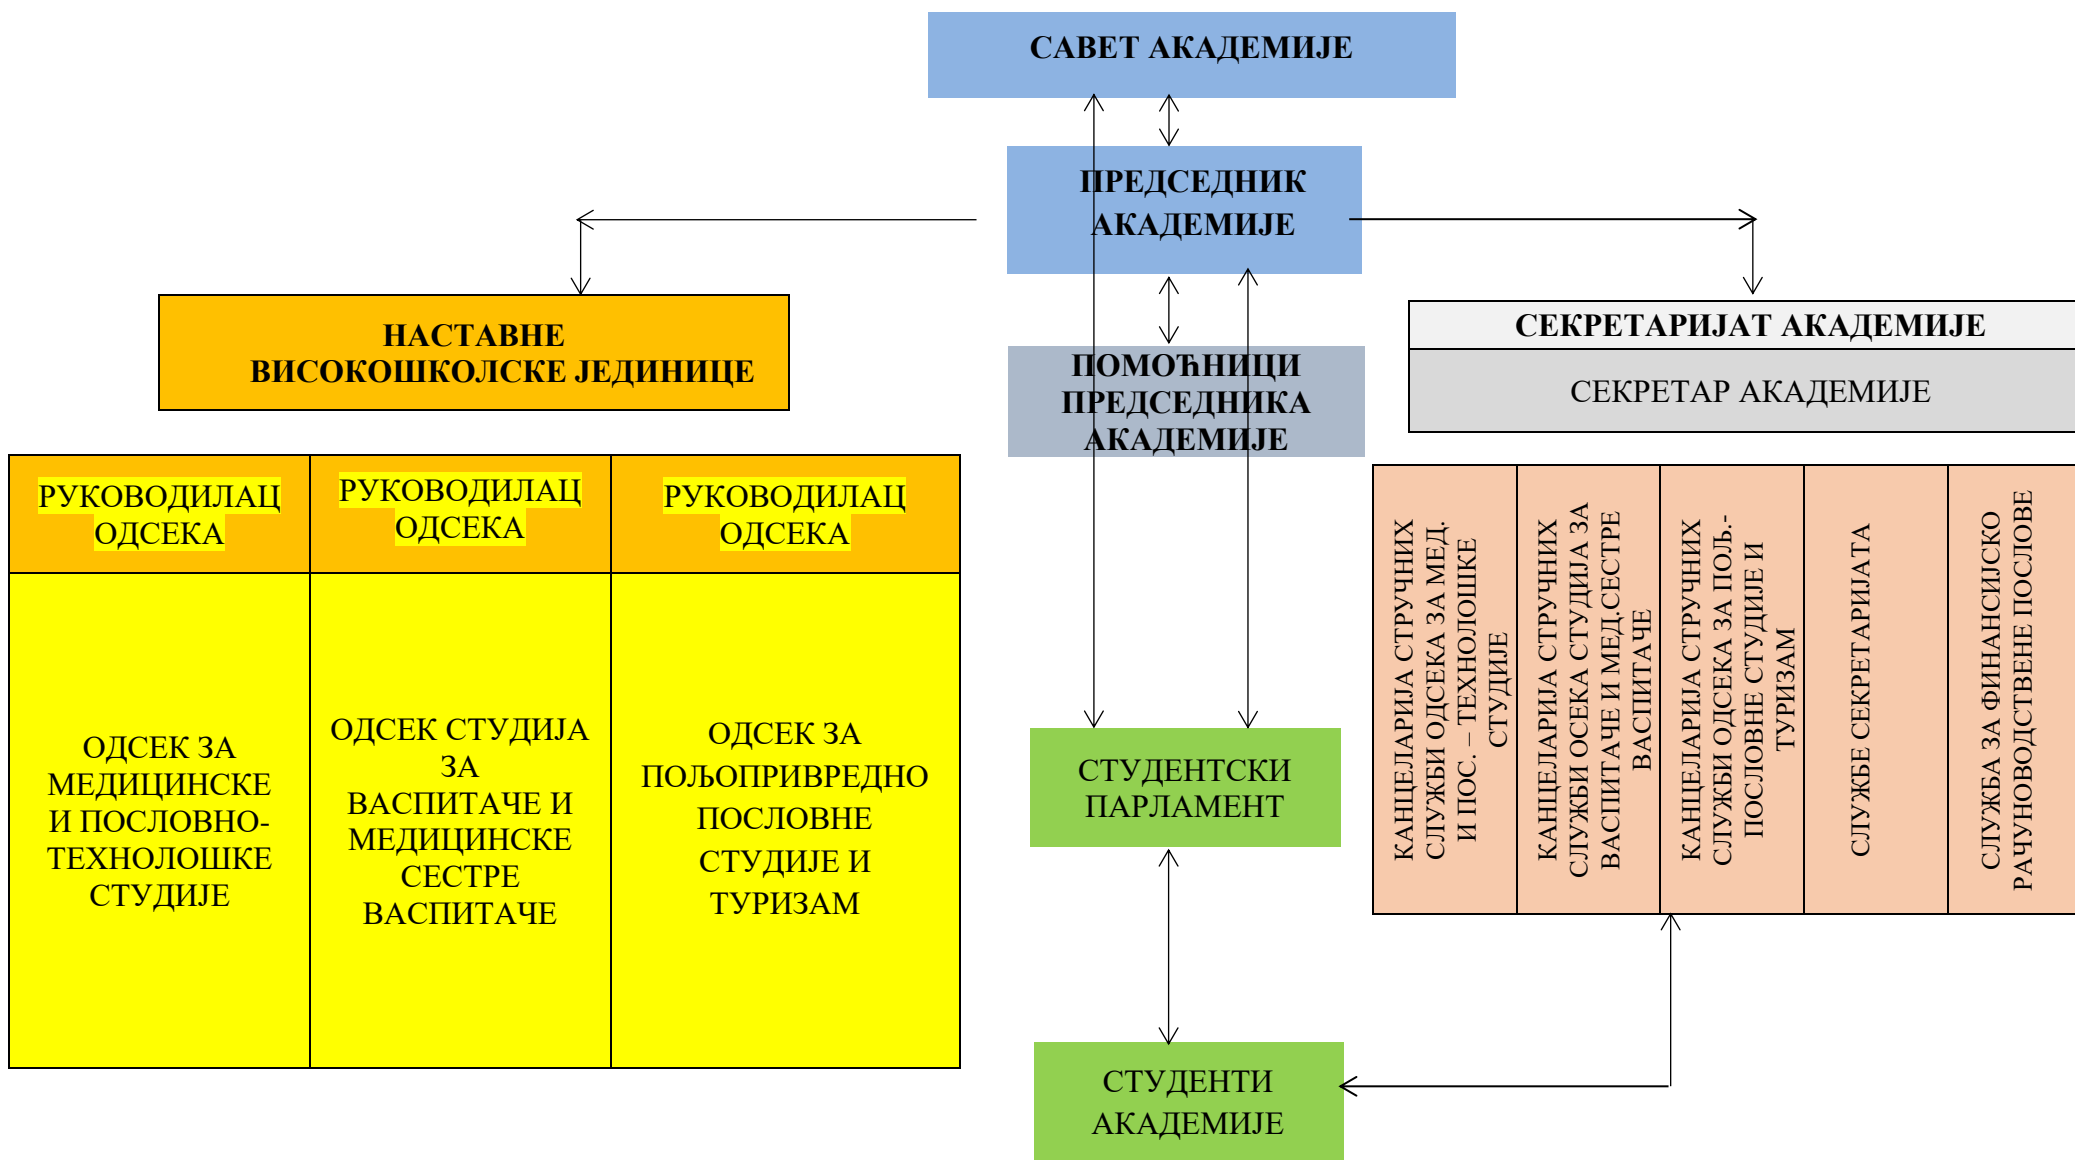 САВЕТ АКАДЕМИЈЕ
ПРЕДСЕДНИК
АКАДЕМИЈЕ
НАСТАВНЕ
ВИСОКОШКОЛСКЕ ЈЕДИНИЦЕ
ПОМОЋНИЦИ
ПРЕДСЕДНИКА
АКАДЕМИЈЕ
СЕКРЕТАРИЈАТ АКАДЕМИЈЕ
СЕКРЕТАР АКАДЕМИЈЕ
РУКОВОДИЛАЦ
ОДСЕКА
РУКОВОДИЛАЦ
ОДСЕКА
РУКОВОДИЛАЦ
ОДСЕКА
ОДСЕК ЗА
МЕДИЦИНСКЕ
И ПОСЛОВНО-
ТЕХНОЛОШКЕ
СТУДИЈЕ
ОДСЕК СТУДИЈА
ЗА
ВАСПИТАЧЕ И
МЕДИЦИНСКЕ
СЕСТРЕ
ВАСПИТАЧЕ
ОДСЕК ЗА
ПОЉОПРИВРЕДНО
ПОСЛОВНЕ
СТУДИЈЕ И
ТУРИЗАМ
СТУДЕНТСКИ
ПАРЛАМЕНТ
СТУДЕНТИ
АКАДЕМИЈЕ
КАНЦЕЛАРИЈА СТРУЧНИХ
СЛУЖБИ ОДСЕКА ЗА МЕД.
И ПОС. – ТЕХНОЛОШКЕ
СТУДИЈЕ
КАНЦЕЛАРИЈА СТРУЧНИХ
СЛУЖБИ ОСЕКА СТУДИЈА ЗА
ВАСПИТАЧЕ И МЕД.СЕСТРЕ
ВАСПИТАЧЕ
КАНЦЕЛАРИЈА СТРУЧНИХ
СЛУЖБИ ОДСЕКА ЗА ПОЉ.-
ПОСЛОВНЕ СТУДИЈЕ И
ТУРИЗАМ
СЛУЖБЕ СЕКРЕТАРИЈАТА
СЛУЖБА ЗА ФИНАНСИЈСКО
РАЧУНОВОДСТВЕНЕ ПОСЛОВЕ